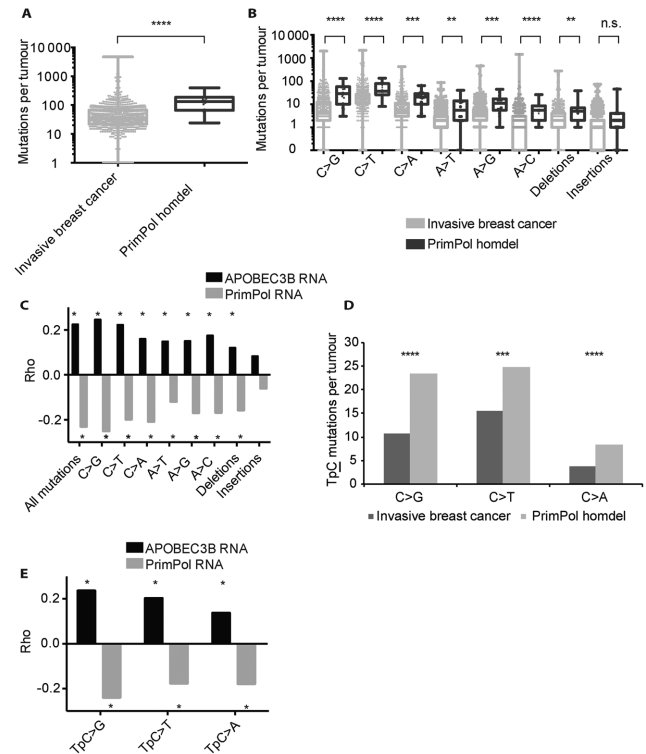 A
****
Mutations per tumour
10 000
1000
100
10
1
Invasive breast cancer
PrimPol homdel
B
**** **** *** ** *** **** ** n.s.
Mutations per tumour
10 000
1000
100
10
1
0
C>G C>T C>A A>T A>G A>C Deletions Insertions
Invasive breast cancer
PrimPol homdel
APOBEC3B RNA
PrimPol RNA
C
* * * * * * * *
Rho
0.2
0.0
-0.2
* * * * * * * *
All mutations C>G C>T C>A A>T A>G A>C Deletions Insertions
D
**** *** ****
TpC mutations per tumour
30
25
20
15
10
5
0
C>G C>T C>A
Invasive breast cancer PrimPol homdel
APOBEC3B RNA
PrimPol RNA
E
* * *
Rho
0.2
0.0
-0.2
* * *
TpC>G TpC>T TpC>A